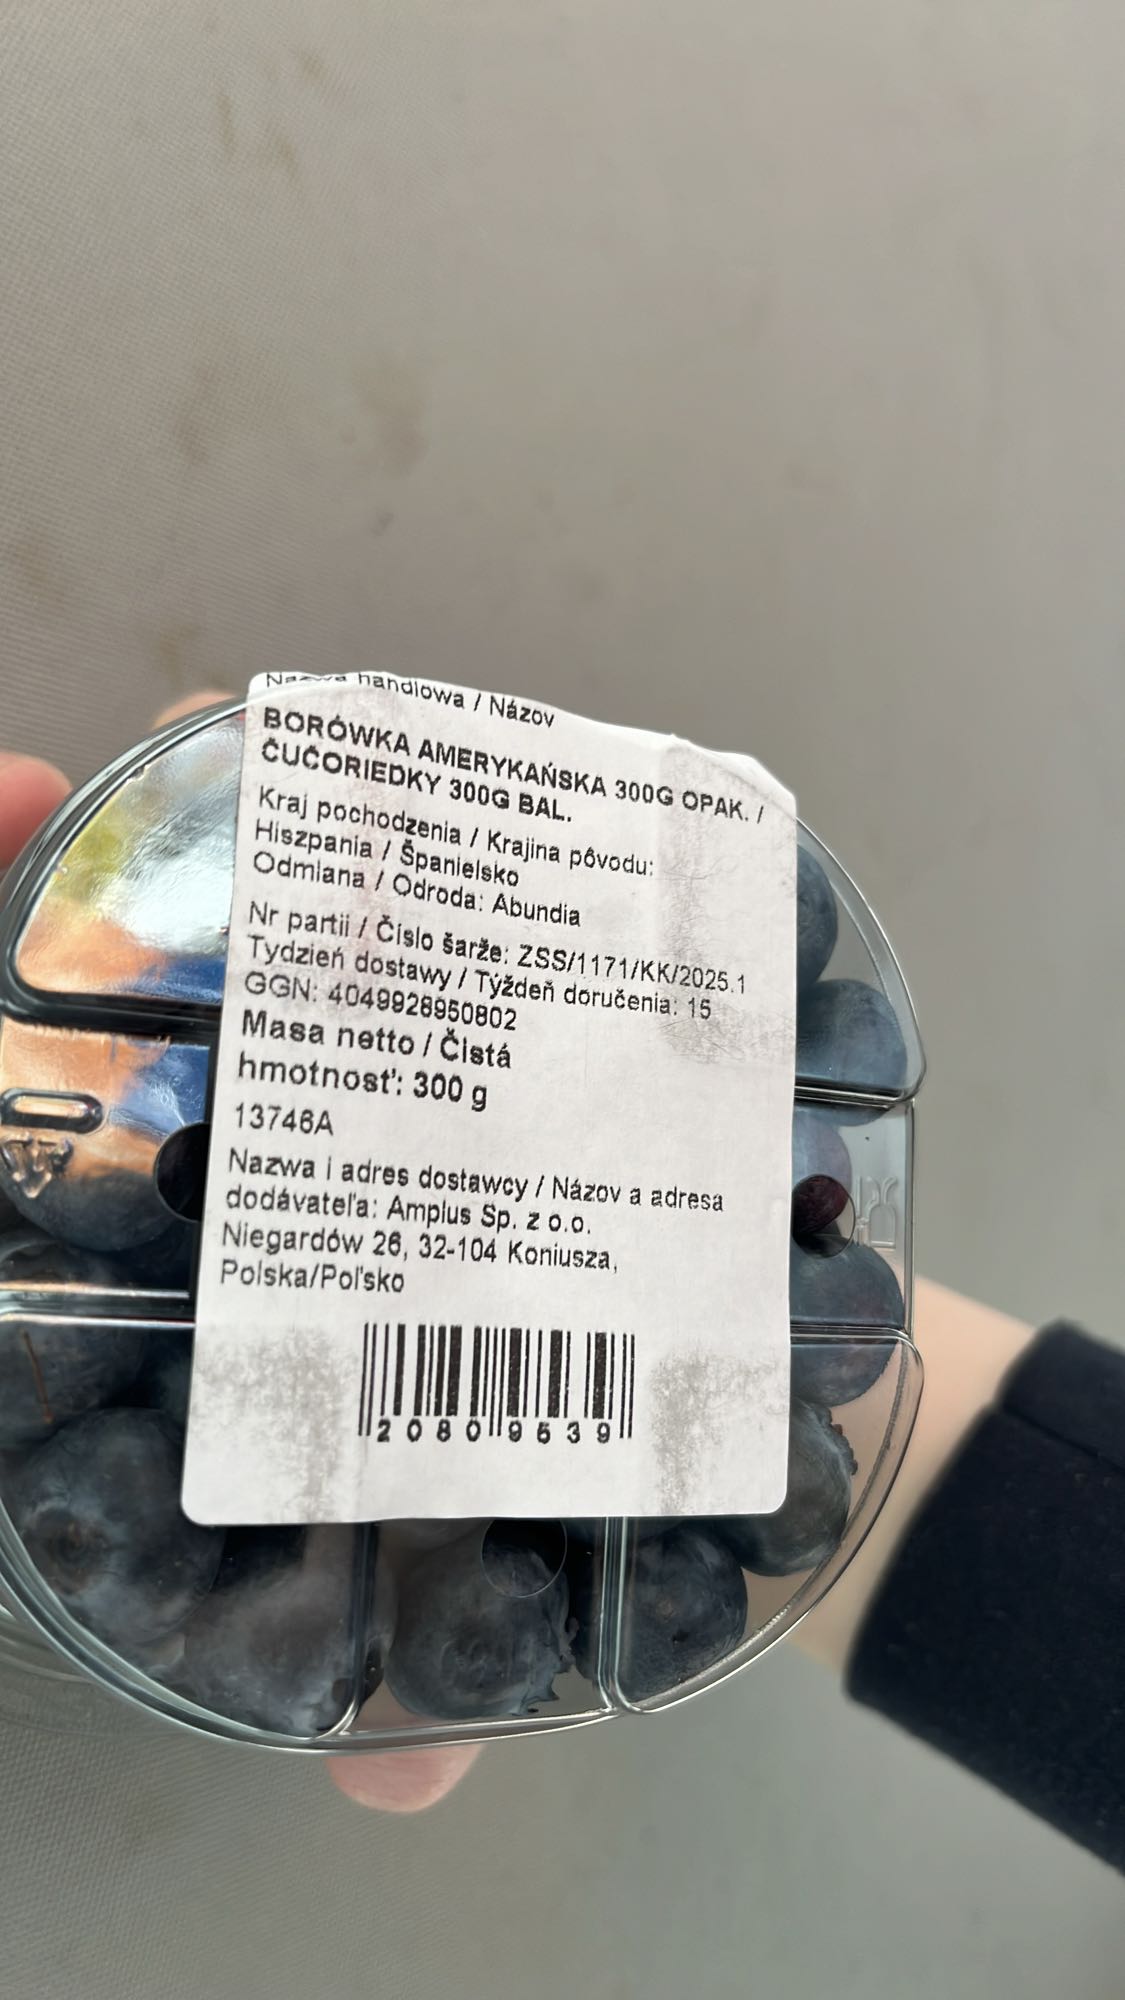 Nazwa handlowa / Názov
BORÓWKA AMERYKAŃSKA 300G OPAK. /
ČUČORIEDKY 300G BAL.
Kraj pochodzenia / Krajina pôvodu:
Hiszpania / Španielsko
Odmiana / Odroda: Abundia
Nr partii / Číslo šarže: ZSS/1171/KK/2025.1
Tydzień dostawy / Týždeň doručenia: 15
GGN: 4049928950802
Masa netto / Čistá
hmotnosť: 300 g
13746A
Nazwa i adres dostawcy / Názov a adresa
dodávateľa: Amplus Sp. z o.o.
Niegardów 26, 32-104 Koniusza,
Polska/Poľsko
2080 9539